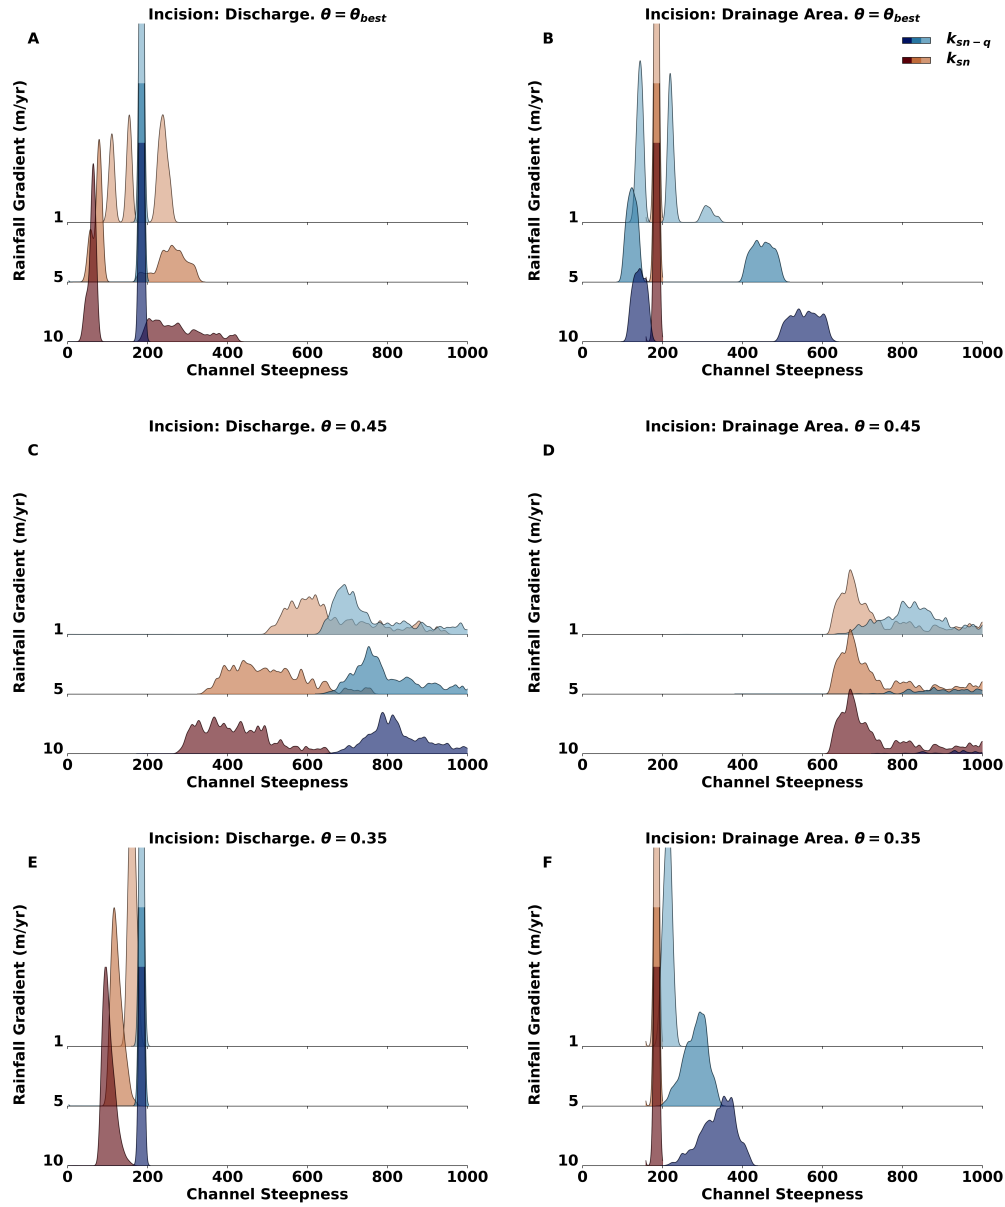 Incision: Discharge. θ = θbest
A
Rainfall Gradient (m/yr)
1
5
10
0 200 400 600 800 1000
Channel Steepness
Incision: Drainage Area. θ = θbest
B
ksn−q
ksn
Rainfall Gradient (m/yr)
1
5
10
0 200 400 600 800 1000
Channel Steepness
Incision: Discharge. θ = 0.45
C
Rainfall Gradient (m/yr)
1
5
10
0 200 400 600 800 1000
Channel Steepness
Incision: Drainage Area. θ = 0.45
D
Rainfall Gradient (m/yr)
1
5
10
0 200 400 600 800 1000
Channel Steepness
Incision: Discharge. θ = 0.35
E
Rainfall Gradient (m/yr)
1
5
10
0 200 400 600 800 1000
Channel Steepness
Incision: Drainage Area. θ = 0.35
F
Rainfall Gradient (m/yr)
1
5
10
0 200 400 600 800 1000
Channel Steepness